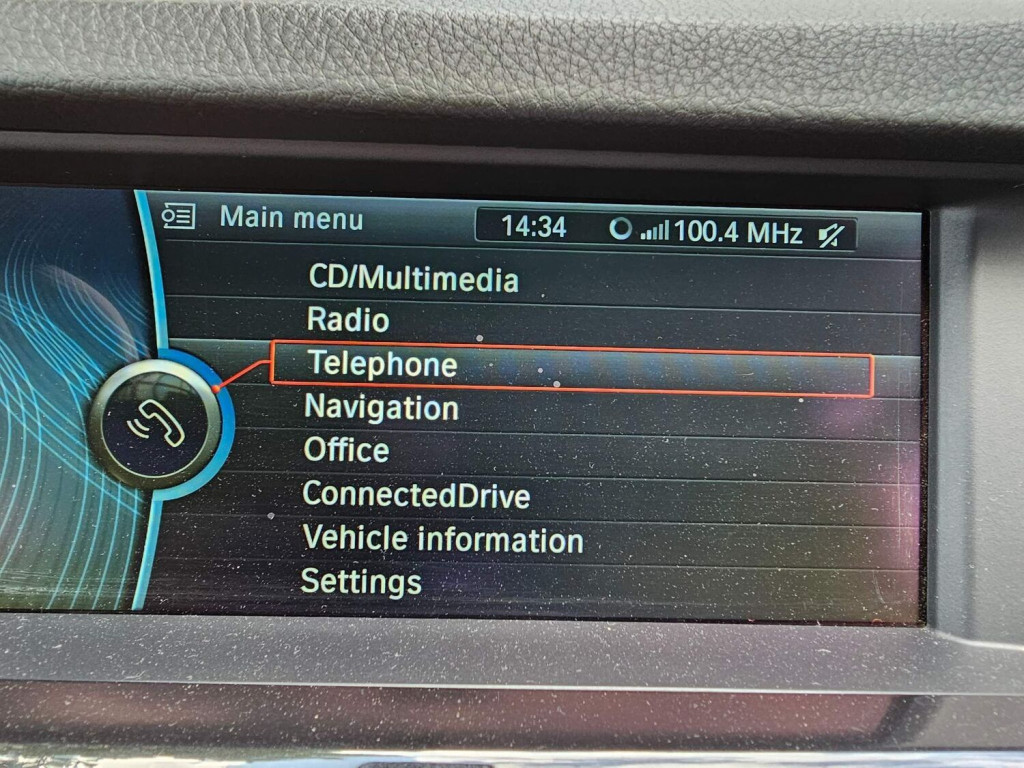 Main menu
14:34 100.4 MHz
CD/Multimedia
Radio
Telephone
Navigation
Office
ConnectedDrive
Vehicle information
Settings